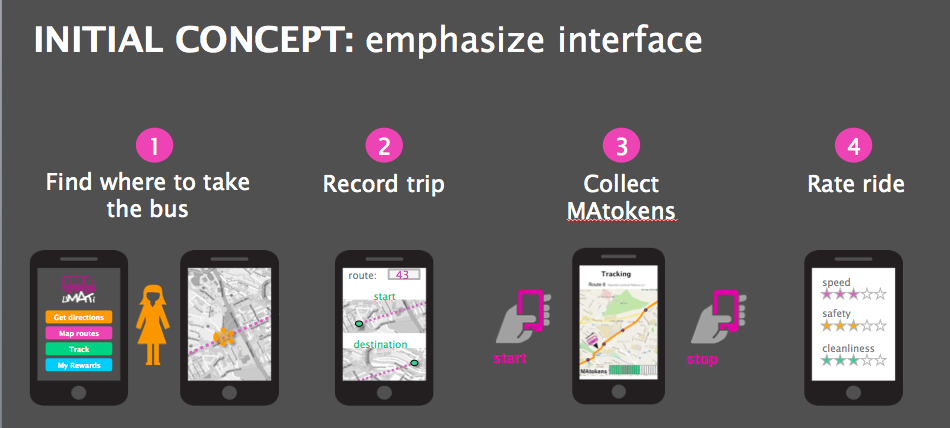 INITIAL CONCEPT: emphasize interface
1
Find where to take
the bus
2
Record trip
3
Collect
MAtokens
4
Rate ride
uMATi
Get directions
Map routes
Track
My Rewards
route: 43
start
destination
start
Tracking
Route 8
MAtokens
stop
speed
safety
cleanliness